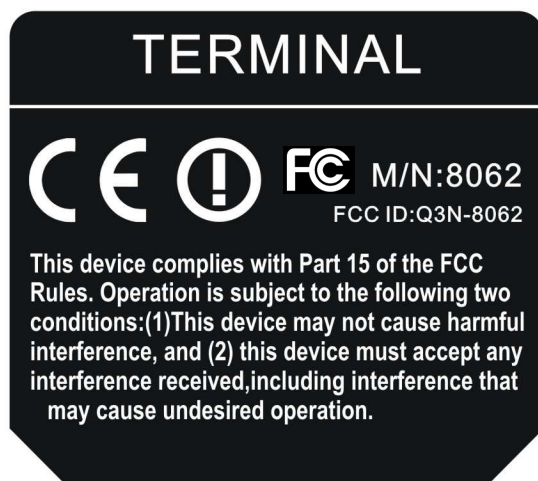 TERMINAL
CE FC M/N:8062
FCC ID:Q3N-8062
This device complies with Part 15 of the FCC
Rules. Operation is subject to the following two
conditions:(1)This device may not cause harmful
interference, and (2) this device must accept any
interference received,including interference that
may cause undesired operation.